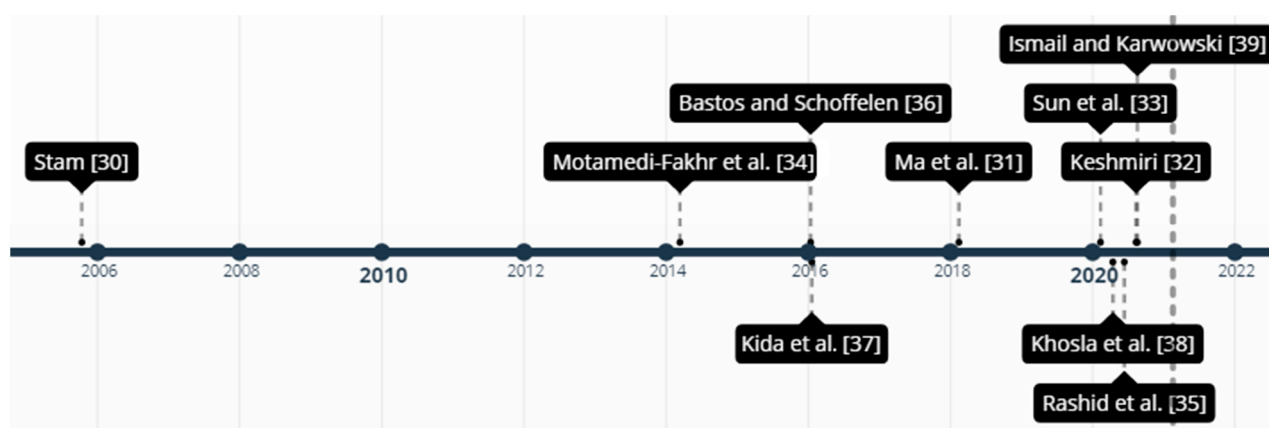 Ismail and Karwowski [39]
Bastos and Schoffelen [36]
Sun et al. [33]
Stam [30]
Motamedi-Fakhr et al. [34]
Ma et al. [31]
Keshmiri [32]
2006
2008
2010
2012
2014
2016
2018
2020
2022
Kida et al. [37]
Khosla et al. [38]
Rashid et al. [35]